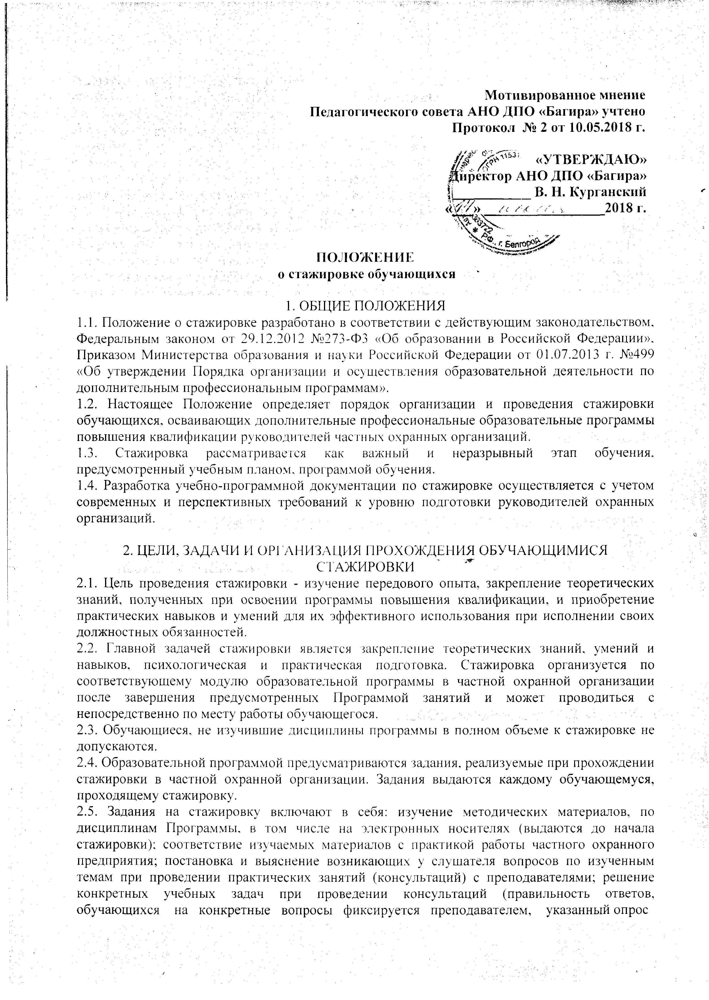 Мотивированное мнение
Педагогического совета АНО ДПО «Багира» учтено
Протокол № 2 от 10.05.2018 г.
ОГРН 1153
«УТВЕРЖДАЮ»
Директор АНО ДПО «Багира»
В. Н. Курганский
« » 2018 г.
33722
* Р.Ф., г. Белгород *
ПОЛОЖЕНИЕ
о стажировке обучающихся
1. ОБЩИЕ ПОЛОЖЕНИЯ
1.1. Положение о стажировке разработано в соответствии с действующим законодательством,
Федеральным законом от 29.12.2012 №273-ФЗ «Об образовании в Российской Федерации»,
Приказом Министерства образования и науки Российской Федерации от 01.07.2013 г. №499
«Об утверждении Порядка организации и осуществления образовательной деятельности по
дополнительным профессиональным программам».
1.2. Настоящее Положение определяет порядок организации и проведения стажировки
обучающихся, осваивающих дополнительные профессиональные образовательные программы
повышения квалификации руководителей частных охранных организаций.
1.3. Стажировка рассматривается как важный и неразрывный этап обучения,
предусмотренный учебным планом, программой обучения.
1.4. Разработка учебно-программной документации по стажировке осуществляется с учетом
современных и перспективных требований к уровню подготовки руководителей охранных
организаций.
2. ЦЕЛИ, ЗАДАЧИ И ОРГАНИЗАЦИЯ ПРОХОЖДЕНИЯ ОБУЧАЮЩИМИСЯ
СТАЖИРОВКИ
2.1. Цель проведения стажировки - изучение передового опыта, закрепление теоретических
знаний, полученных при освоении программы повышения квалификации, и приобретение
практических навыков и умений для их эффективного использования при исполнении своих
должностных обязанностей.
2.2. Главной задачей стажировки является закрепление теоретических знаний, умений и
навыков, психологическая и практическая подготовка. Стажировка организуется по
соответствующему модулю образовательной программы в частной охранной организации
после завершения предусмотренных Программой занятий и может проводиться с
непосредственно по месту работы обучающегося.
2.3. Обучающиеся, не изучившие дисциплины программы в полном объеме к стажировке не
допускаются.
2.4. Образовательной программой предусматриваются задания, реализуемые при прохождении
стажировки в частной охранной организации. Задания выдаются каждому обучающемуся,
проходящему стажировку.
2.5. Задания на стажировку включают в себя: изучение методических материалов, по
дисциплинам Программы, в том числе на электронных носителях (выдаются до начала
стажировки); соответствие изучаемых материалов с практикой работы частного охранного
предприятия; постановка и выяснение возникающих у слушателя вопросов по изученным
темам при проведении практических занятий (консультаций) с преподавателями; решение
конкретных учебных задач при проведении консультаций (правильность ответов,
обучающихся на конкретные вопросы фиксируется преподавателем, указанный опрос